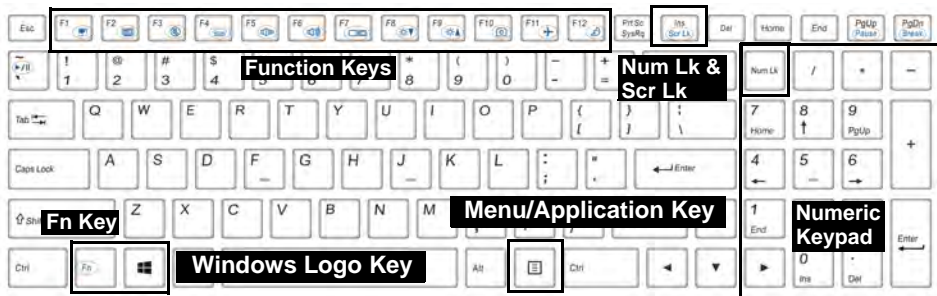 Esc F1 F2 F3 F4 F5 F6 F7 F8 F9 F10 F11 F12 Prt Sc SysRq Ins Scr Lk Del Home End PgUp Pause PgDn Break
! 1 @ 2 # 3 $ 4 Function Keys * 8 ( 9 ) 0 - - + = Num Lk & Scr Lk Num Lk / * -
Tab Q W E R T Y U I O P { [ } ] \ 7 Home 8 9 PgUp +
Caps Lock A S D F G H J K L : ; " ' Enter 4 5 6
Fn Key Z X C V B N M Menu/Application Key 1 End Numeric Keypad Enter
Ctrl Fn Windows Logo Key Alt Ctrl 0 Ins . Del